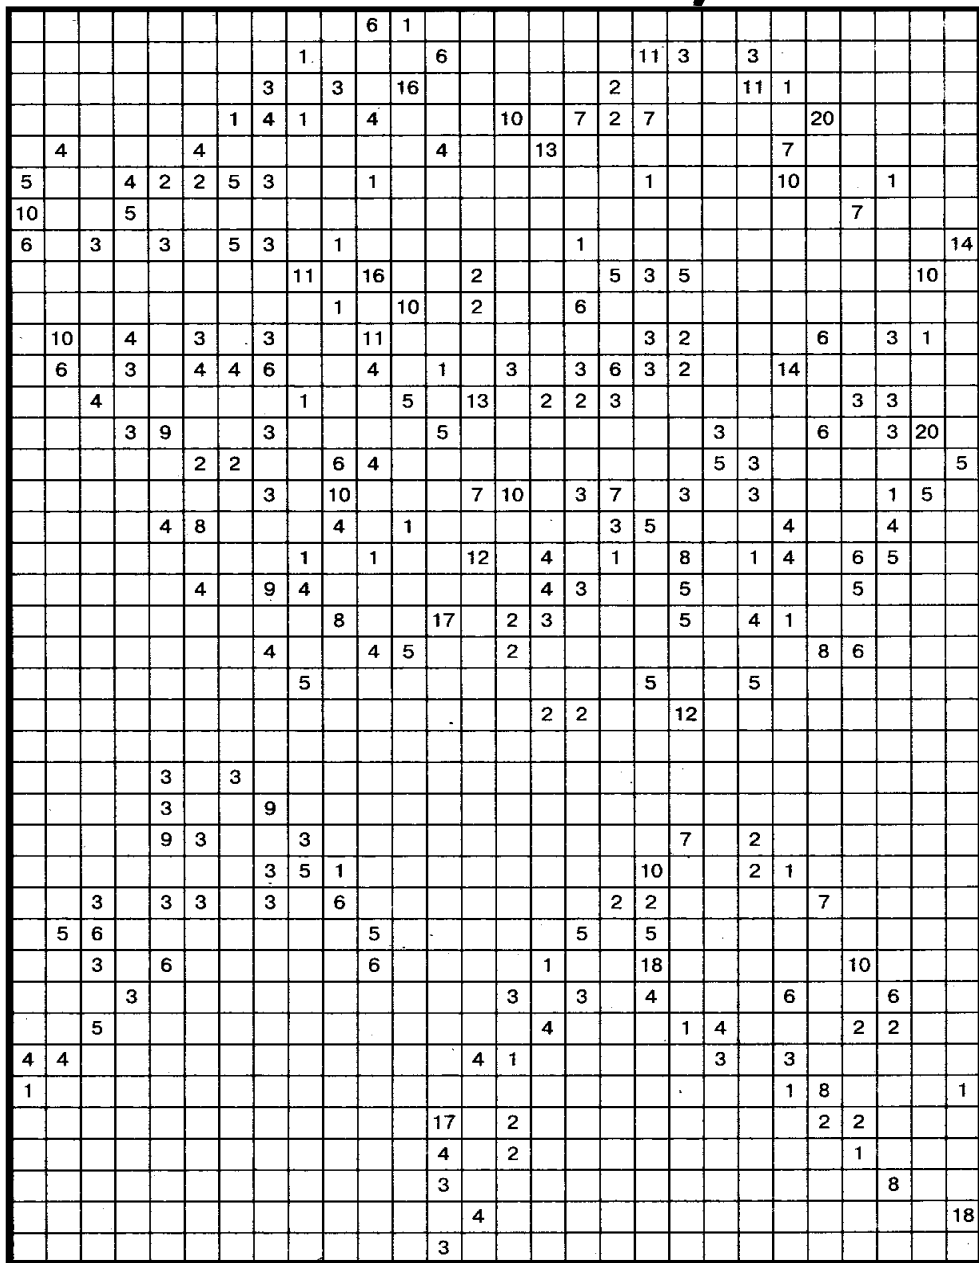 6 1
1 6 11 3 3
3 3 16 2 11 1
1 4 1 4 10 7 2 7 20
4 4 4 13 7
5 4 2 2 5 3 1 1 10 1
10 5 7
6 3 3 5 3 1 1 14
11 16 2 5 3 5 10
1 10 2 6
10 4 3 3 11 3 2 6 3 1
6 3 4 4 6 4 1 3 3 6 3 2 14
4 1 5 13 2 2 3 3 3
3 9 3 5 3 6 3 20
2 2 6 4 5 3 5
3 10 7 10 3 7 3 3 1 5
4 8 4 1 3 5 4 4
1 1 12 4 1 8 1 4 6 5
4 9 4 4 3 5 5
8 17 2 3 5 4 1
4 4 5 2 8 6
5 5 5
2 2 12
3 3
3 9
9 3 3 7 2
3 5 1 10 2 1
3 3 3 3 6 2 2 7
5 6 5 5 5
3 6 6 1 18 10
3 3 3 4 6 6
5 4 1 4 2 2
4 4 4 1 3 3
1 1 8 1
17 2 2 2
4 2 1
3 8
4 18
3